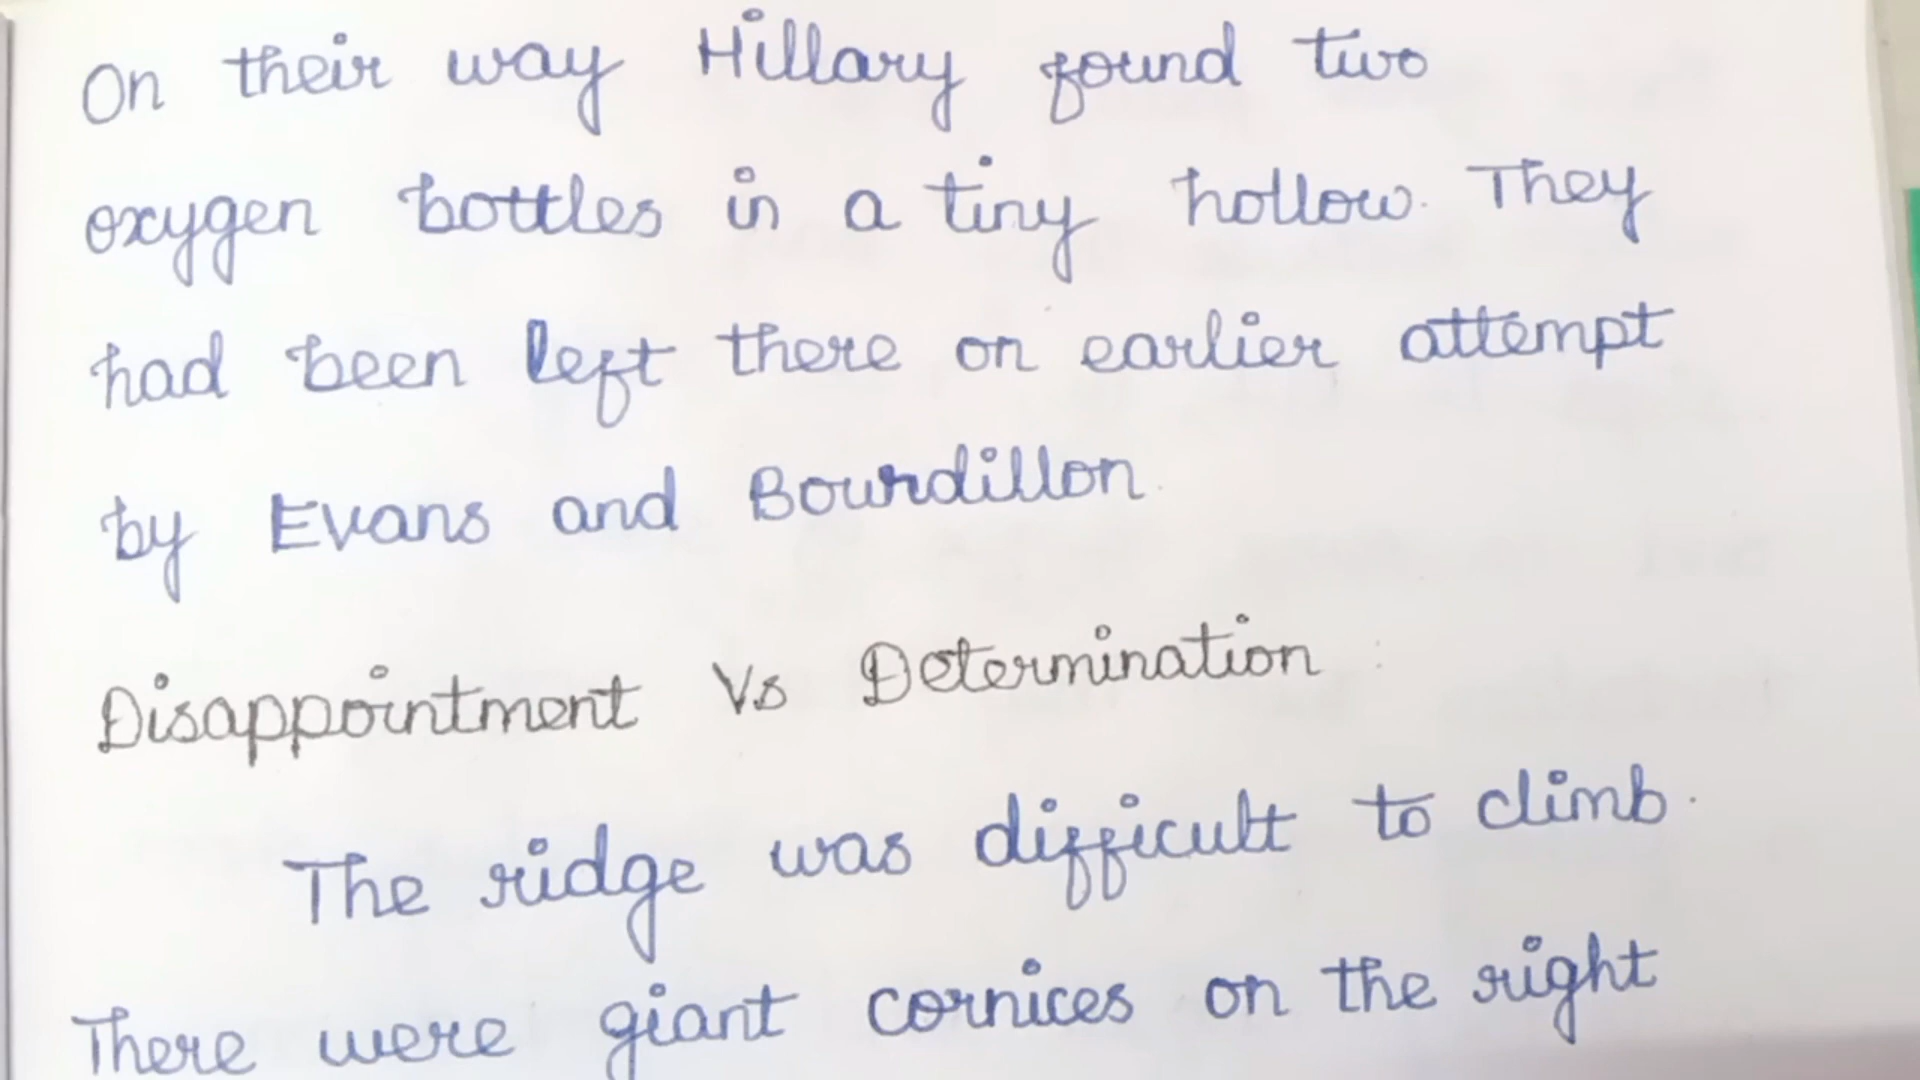 On their way Hillary found two
oxygen bottles in a tiny hollow. They
had been left there on earlier attempt
by Evans and Bourdillon.
Disappointment Vs Determination :
The ridge was difficult to climb.
There were giant cornices on the right